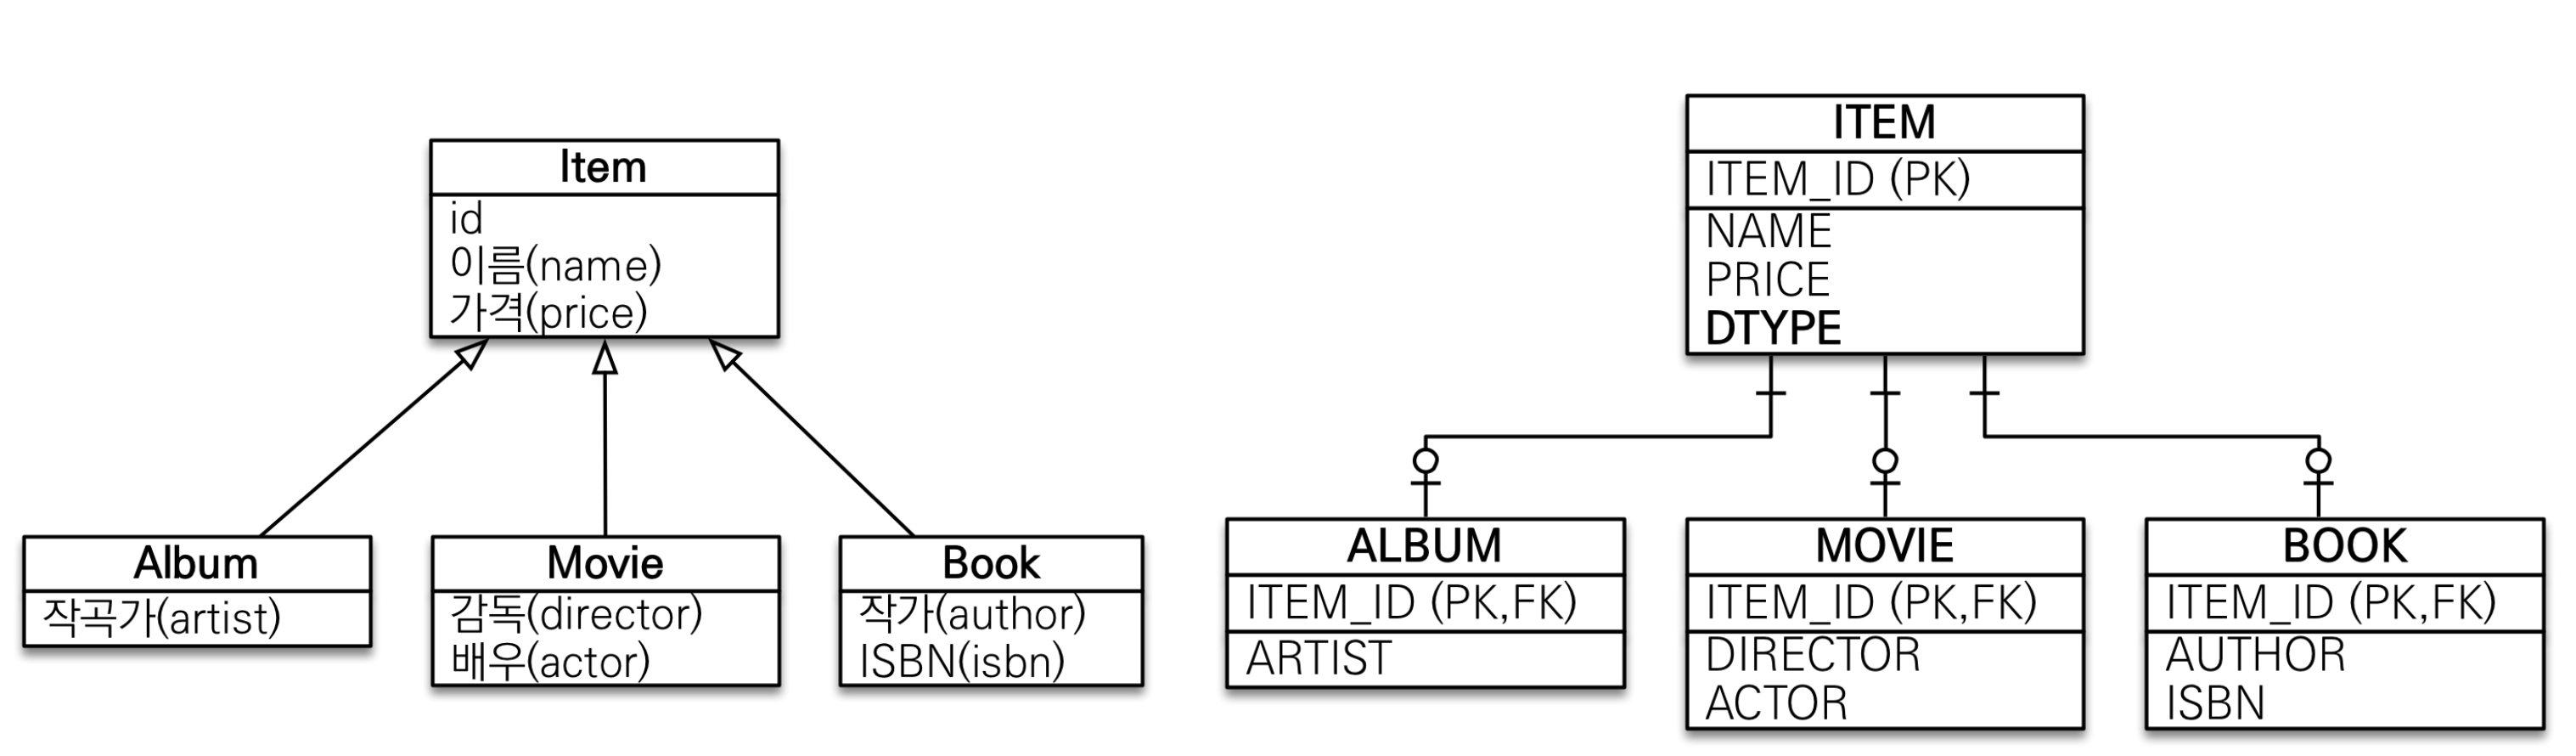 Item
id
이름(name)
가격(price)
Album
작곡가(artist)
Movie
감독(director)
배우(actor)
Book
작가(author)
ISBN(isbn)
ITEM
ITEM_ID (PK)
NAME
PRICE
DTYPE
ALBUM
ITEM_ID (PK,FK)
ARTIST
MOVIE
ITEM_ID (PK,FK)
DIRECTOR
ACTOR
BOOK
ITEM_ID (PK,FK)
AUTHOR
ISBN